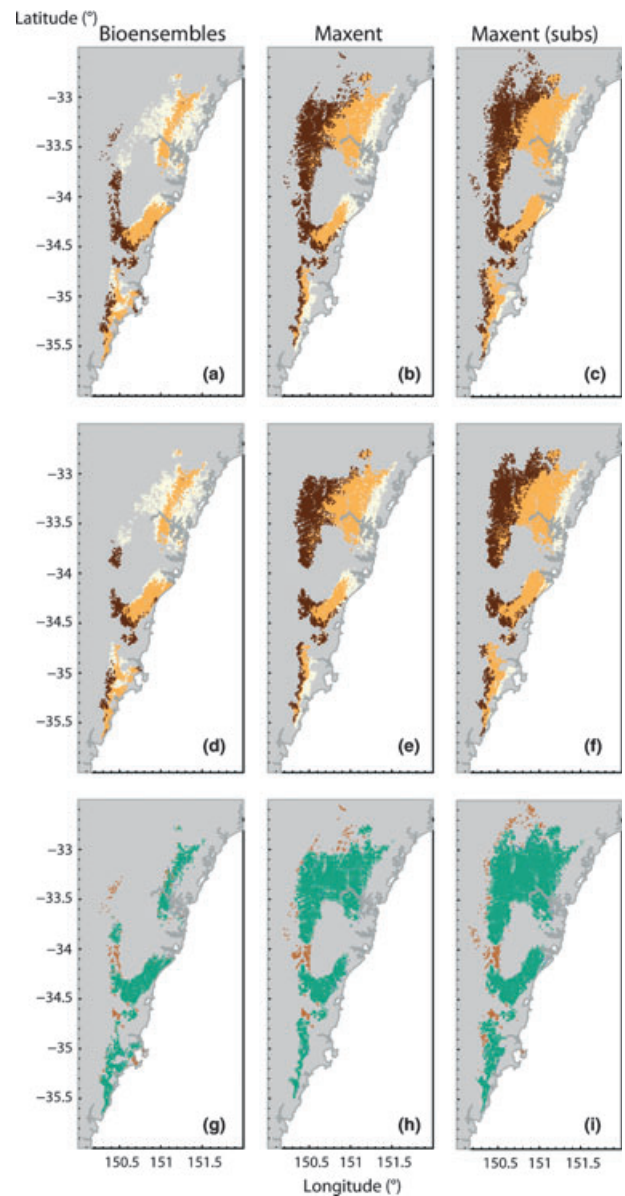 Latitude (°)
Bioensembles Maxent Maxent (subs)
−33
−33.5
−34
−34.5
−35
−35.5
(a) (b) (c)
−33
−33.5
−34
−34.5
−35
−35.5
(d) (e) (f)
−33
−33.5
−34
−34.5
−35
−35.5
(g) (h) (i)
150.5 151 151.5 150.5 151 151.5 150.5 151 151.5
Longitude (°)